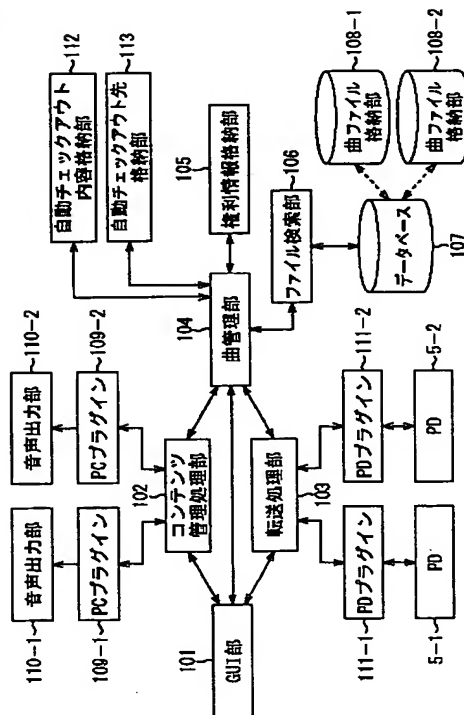 110-1
音声出力部
110-2
音声出力部
109-1
PCプラグイン
109-2
PCプラグイン
自動チェックアウト
内容格納部
112
自動チェックアウト先
格納部
113
102
コンテンツ
管理処理部
104
曲管理部
105
権利情報格納部
101
GUI部
106
ファイル検索部
103
転送処理部
データベース
107
曲ファイル
格納部
108-1
曲ファイル
格納部
108-2
111-1
PDプラグイン
111-2
PDプラグイン
5-1
PD
5-2
PD